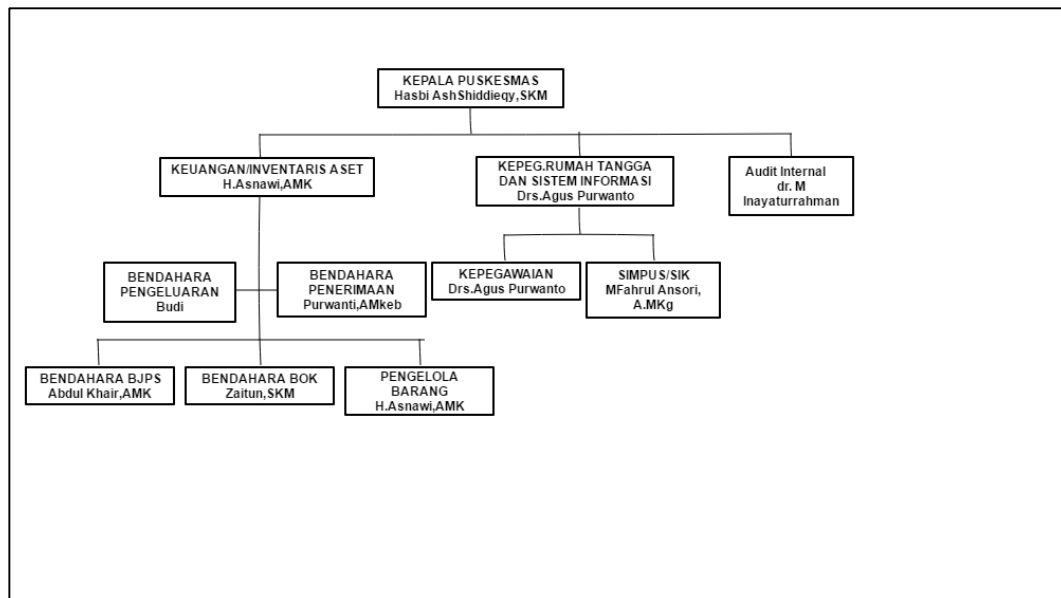 KEPALA PUSKESMAS
Hasbi AshShiddieqy,SKM
KEUANGAN/INVENTARIS ASET
H.Asnawi,AMK
KEPEG.RUMAH TANGGA
DAN SISTEM INFORMASI
Drs.Agus Purwanto
Audit Internal
dr. M
Inayaturrahman
BENDAHARA
PENGELUARAN
Budi
BENDAHARA
PENERIMAAN
Purwanti,AMkeb
KEPEGAWAIAN
Drs.Agus Purwanto
SIMPUS/SIK
MFahrul Ansori,
A.MKg
BENDAHARA BJPS
Abdul Khair,AMK
BENDAHARA BOK
Zaitun,SKM
PENGELOLA
BARANG
H.Asnawi,AMK